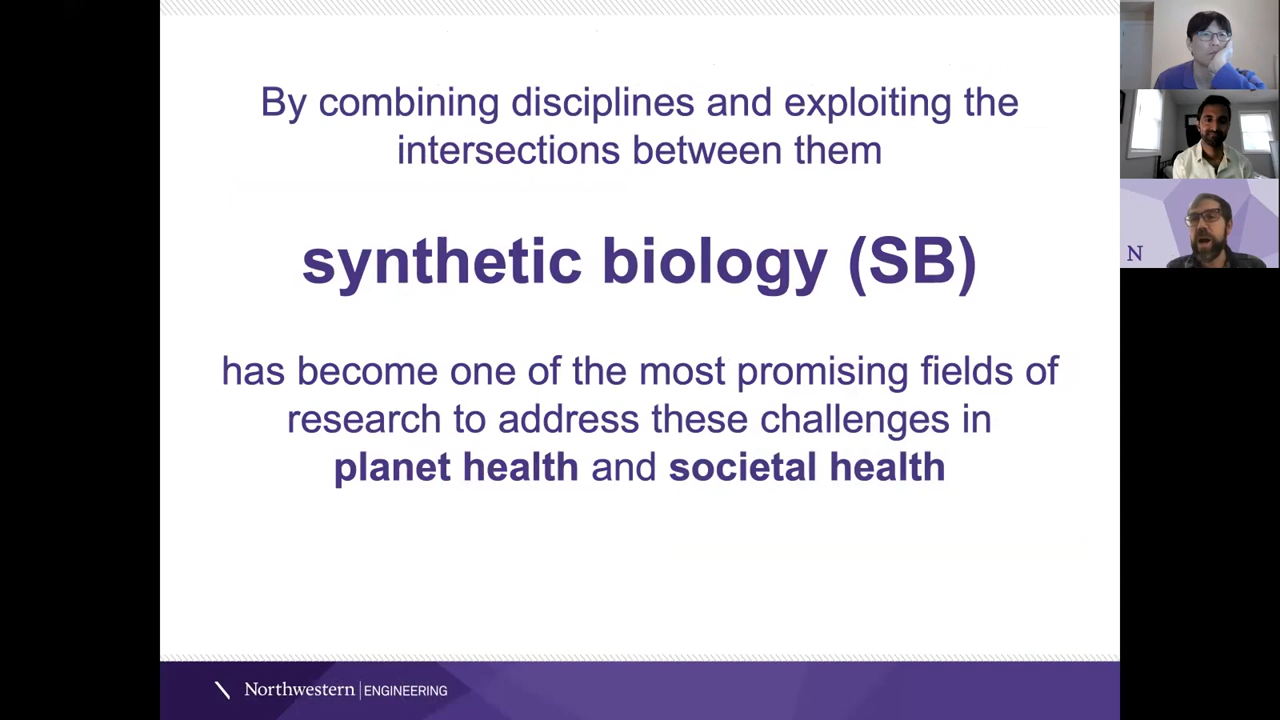 By combining disciplines and exploiting the
intersections between them
synthetic biology (SB)
has become one of the most promising fields of
research to address these challenges in
planet health and societal health
Northwestern | ENGINEERING
N